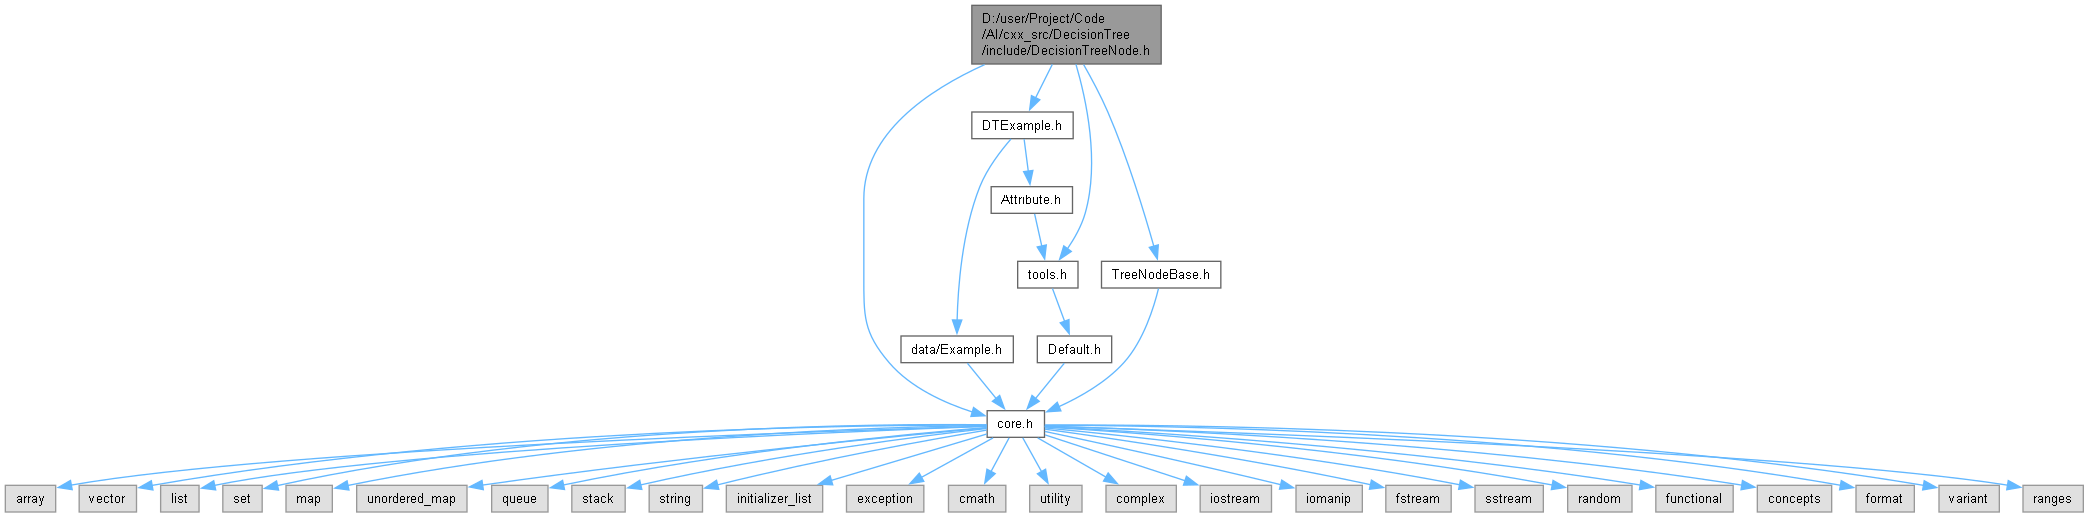 D:/user/Project/Code
/AI/cxx_src/DecisionTree
/include/DecisionTreeNode.h
DTExample.h
Attribute.h
tools.h
TreeNodeBase.h
data/Example.h
Default.h
core.h
array
vector
list
set
map
unordered_map
queue
stack
string
initializer_list
exception
cmath
utility
complex
iostream
iomanip
fstream
sstream
random
functional
concepts
format
variant
ranges